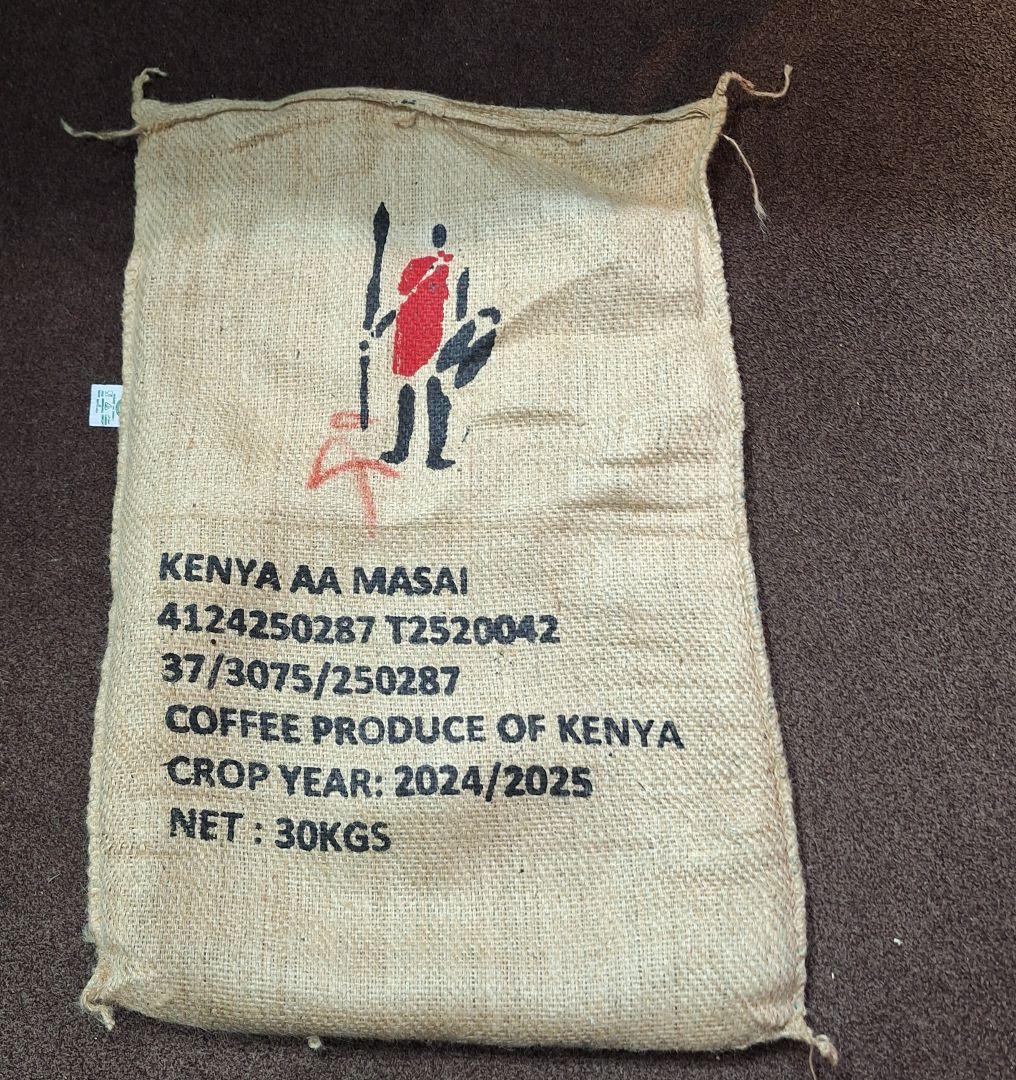 KENYA AA MASAI
4124250287 T2520042
37/3075/250287
COFFEE PRODUCE OF KENYA
CROP YEAR: 2024/2025
NET : 30KGS